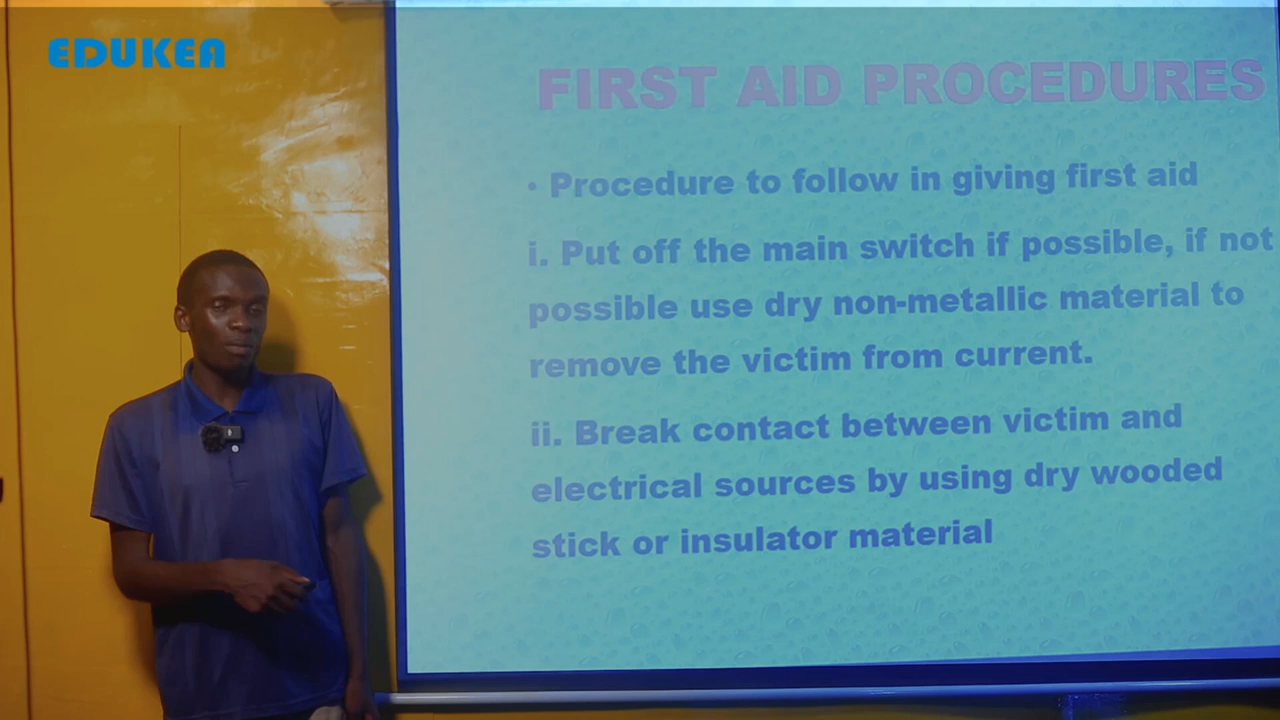 EDUKEA
FIRST AID PROCEDURES
• Procedure to follow in giving first aid
i. Put off the main switch if possible, if not
possible use dry non-metallic material to
remove the victim from current.
ii. Break contact between victim and
electrical sources by using dry wooded
stick or insulator material